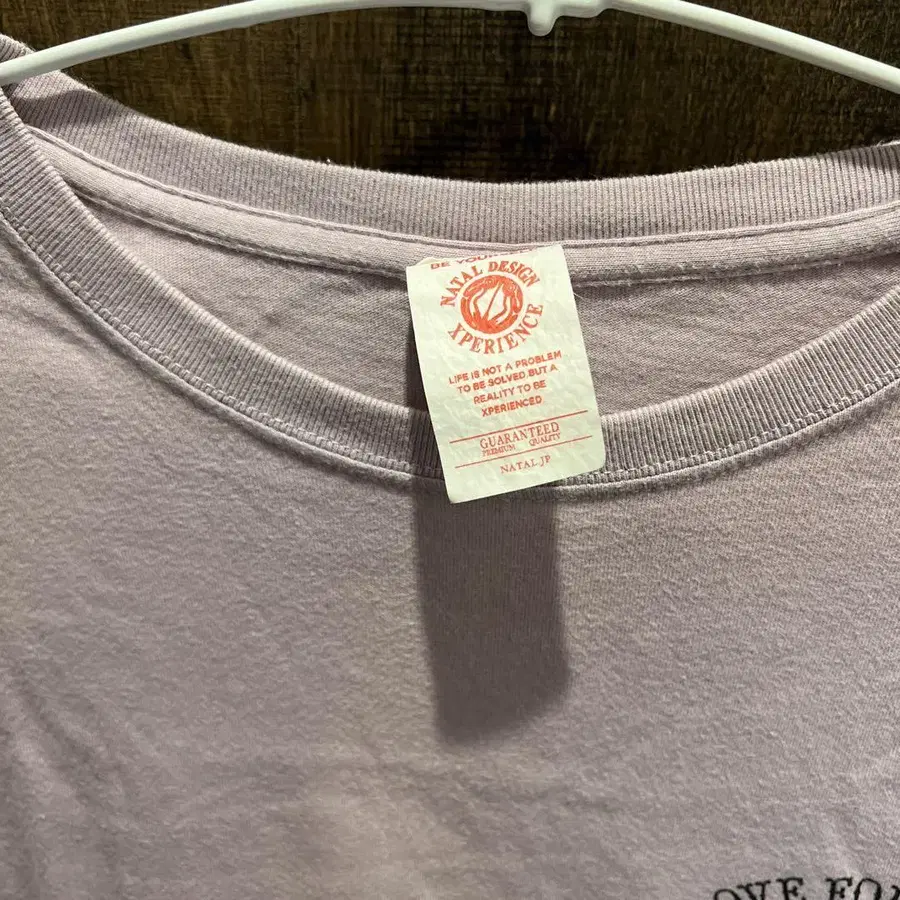 NATAL DESIGN
XPERIENCE
LIFE IS NOT A PROBLEM
TO BE SOLVED, BUT A
REALITY TO BE
XPERIENCED
GUARANTEED
PREMIUM QUALITY
NATAL.JP